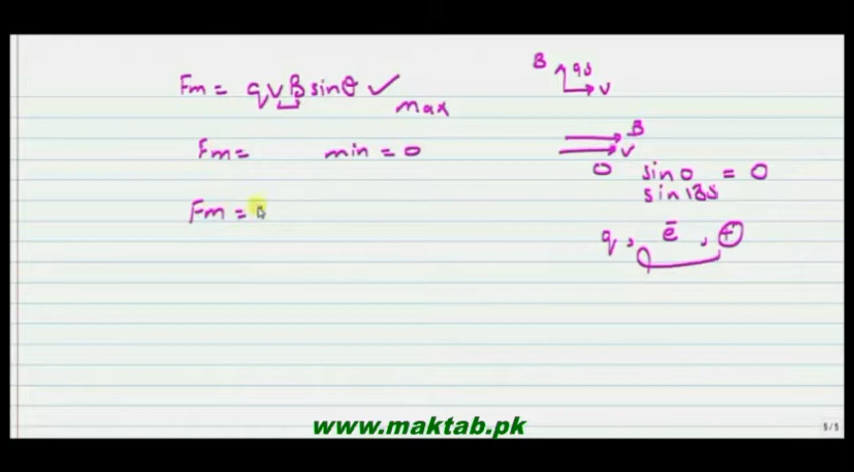 Fm = qvB sinθ ✓
max
B 90 V
Fm = min = 0
B
V
0 sin 0 = 0
sin 180
Fm =
q, ē, +
www.maktab.pk
5/5